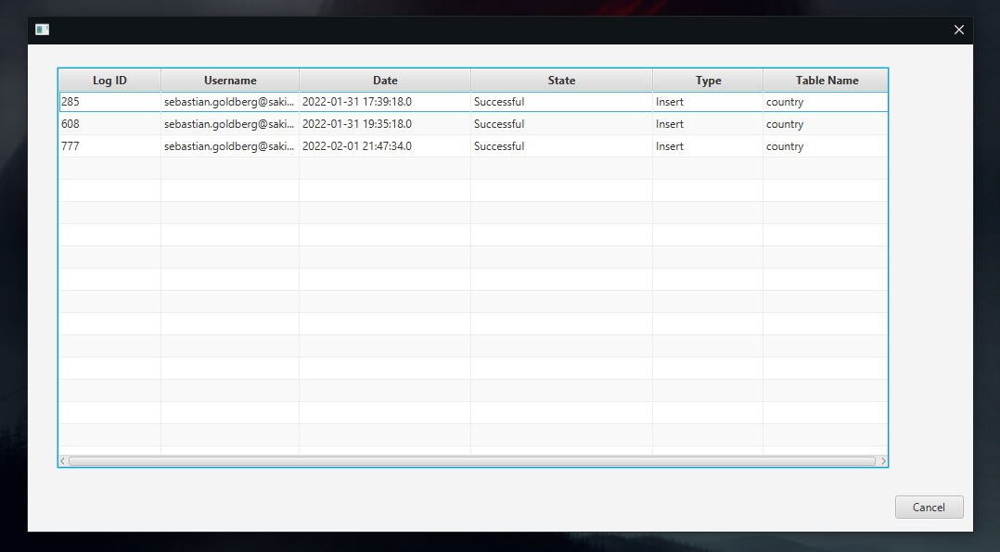 Log ID Username Date State Type Table Name
285 sebastian.goldberg@saki... 2022-01-31 17:39:18.0 Successful Insert country
608 sebastian.goldberg@saki... 2022-01-31 19:35:18.0 Successful Insert country
777 sebastian.goldberg@saki... 2022-02-01 21:47:34.0 Successful Insert country
Cancel